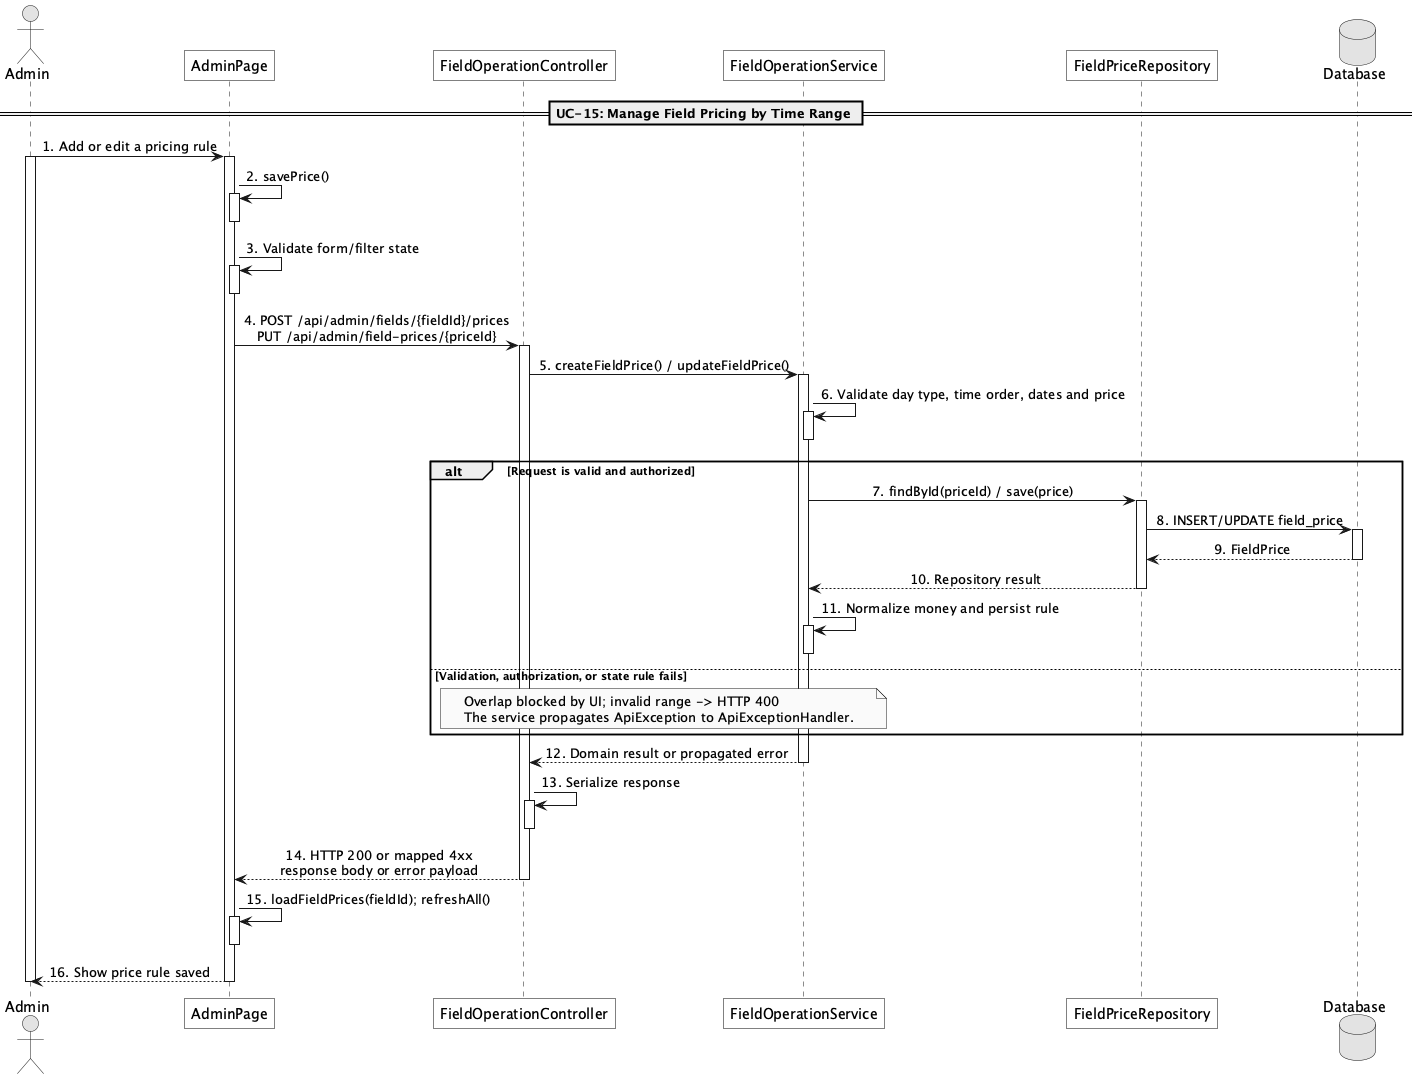 Admin
AdminPage
FieldOperationController
FieldOperationService
FieldPriceRepository
Database
UC-15: Manage Field Pricing by Time Range
1. Add or edit a pricing rule
2. savePrice()
3. Validate form/filter state
4. POST /api/admin/fields/{fieldId}/prices
PUT /api/admin/field-prices/{priceId}
5. createFieldPrice() / updateFieldPrice()
6. Validate day type, time order, dates and price
alt
[Request is valid and authorized]
7. findById(priceId) / save(price)
8. INSERT/UPDATE field_price
9. FieldPrice
10. Repository result
11. Normalize money and persist rule
[Validation, authorization, or state rule fails]
Overlap blocked by UI; invalid range -> HTTP 400
The service propagates ApiException to ApiExceptionHandler.
12. Domain result or propagated error
13. Serialize response
14. HTTP 200 or mapped 4xx
response body or error payload
15. loadFieldPrices(fieldId); refreshAll()
16. Show price rule saved
Admin
AdminPage
FieldOperationController
FieldOperationService
FieldPriceRepository
Database